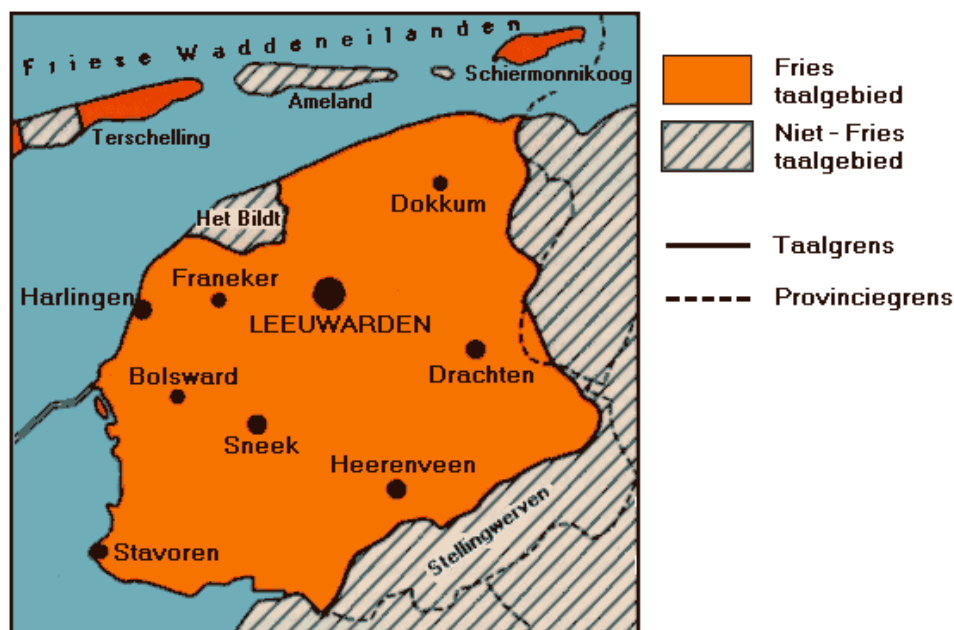 Friese Waddeneilanden
Schiermonnikoog
Ameland
Terschelling
Dokkum
Het Bildt
Franeker
Harlingen
LEEUWARDEN
Drachten
Bolsward
Sneek
Heerenveen
Stellingwerven
Stavoren
Fries
taalgebied
Niet - Fries
taalgebied
Taalgrens
Provinciegrens